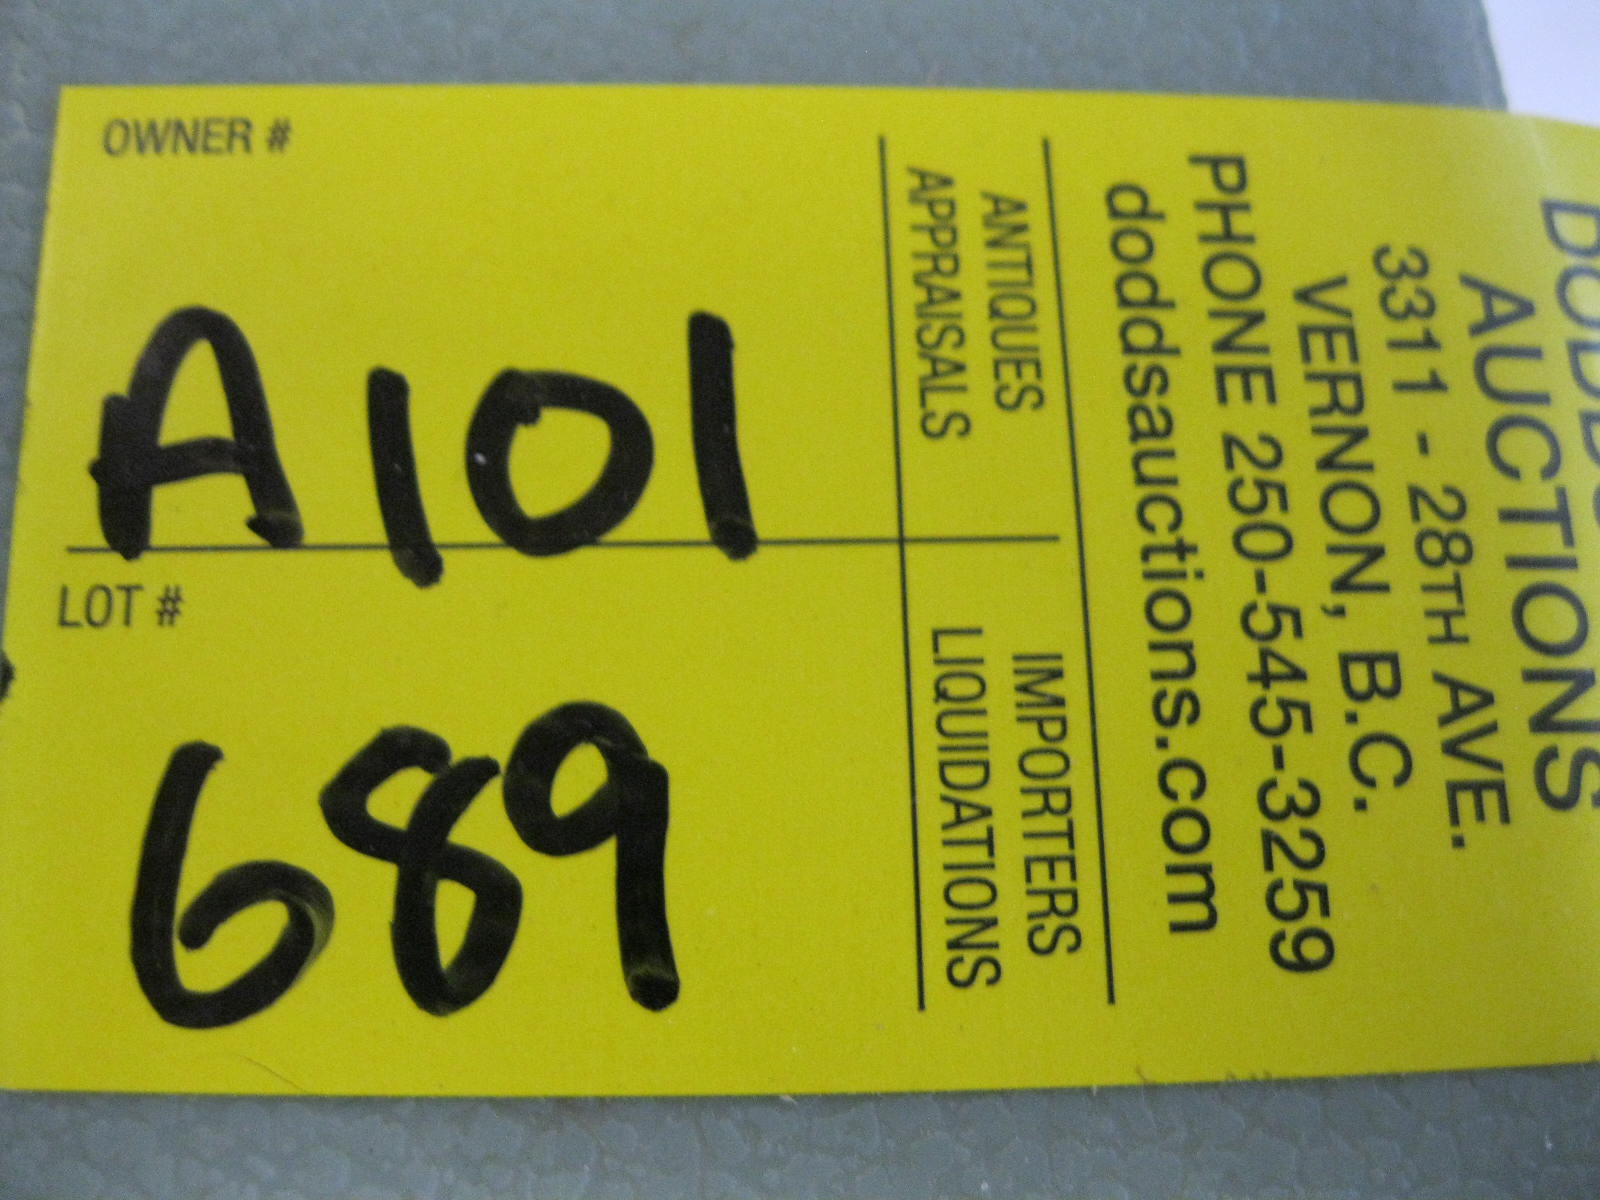 OWNER #
A101
LOT #
689
DODDS
AUCTIONS
3311 - 28TH AVE.
VERNON, B.C.
PHONE 250-545-3259
doddsauctions.com
ANTIQUES
APPRAISALS
IMPORTERS
LIQUIDATIONS